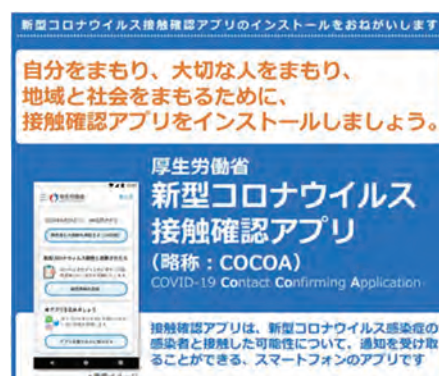 新型コロナウイルス接触確認アプリのインストールをおねがいします
自分をまもり、大切な人をまもり、
地域と社会をまもるために、
接触確認アプリをインストールしましょう。
厚生労働省
新型コロナウイルス
接触確認アプリ
(略称：COCOA)
COVID-19 Contact Confirming Application
接触確認アプリは、新型コロナウイルス感染症の
感染者と接触した可能性について、通知を受け取
ることができる、スマートフォンのアプリです